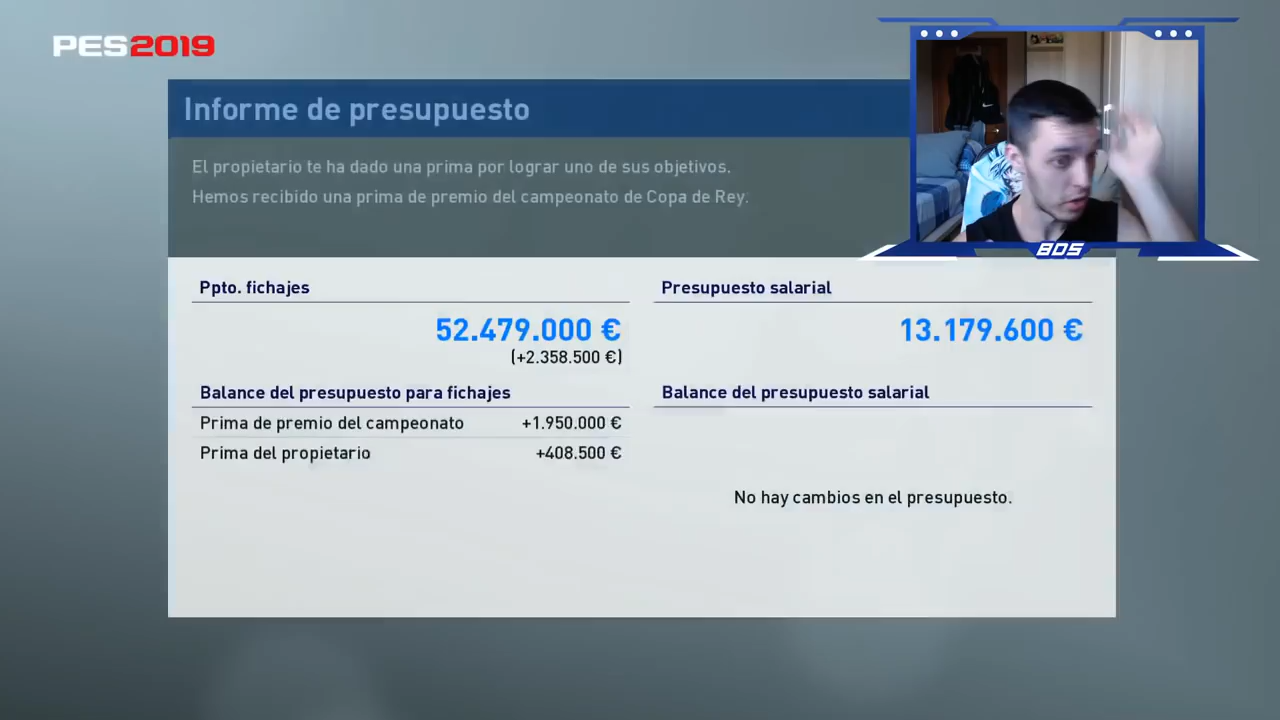 PES2019
Informe de presupuesto
El propietario te ha dado una prima por lograr uno de sus objetivos.
Hemos recibido una prima de premio del campeonato de Copa de Rey.
BDS
Ppto. fichajes
52.479.000 €
(+2.358.500 €)
Balance del presupuesto para fichajes
Prima de premio del campeonato +1.950.000 €
Prima del propietario +408.500 €
Presupuesto salarial
13.179.600 €
Balance del presupuesto salarial
No hay cambios en el presupuesto.